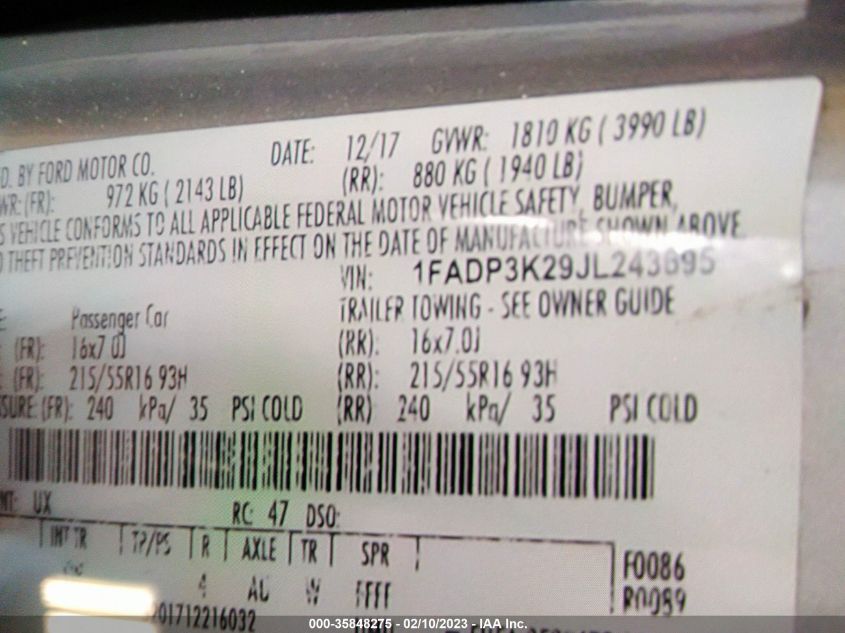 D. BY FORD MOTOR CO. DATE: 12/17 GVWR: 1810 KG ( 3990 LB)
WR: (FR): 972 KG ( 2143 LB) (RR): 880 KG ( 1940 LB)
S VEHICLE CONFORMS TO ALL APPLICABLE FEDERAL MOTOR VEHICLE SAFETY, BUMPER,
D THEFT PREVENTION STANDARDS IN EFFECT ON THE DATE OF MANUFACTURE SHOWN ABOVE.
VIN: 1FADP3K29JL243695
E: Passenger Car TRAILER TOWING - SEE OWNER GUIDE
(FR): 16x7.0J (RR): 16x7.0J
(FR): 215/55R16 93H (RR): 215/55R16 93H
SURE: (FR): 240 kPa/ 35 PSI COLD (RR) 240 kPa/ 35 PSI COLD
NT: UX RC: 47 DSO:
INT TR TP/PS R AXLE TR SPR F0086
4 W FFFF R0089
201712216032
000-35848275 - 02/10/2023 - IAA Inc.